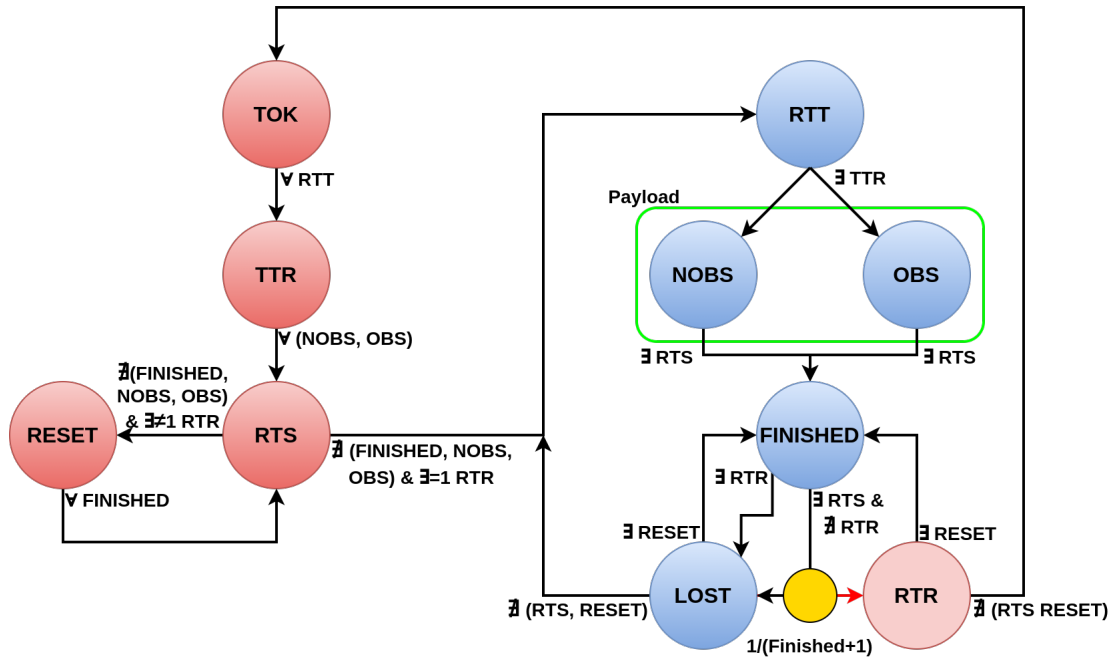 TOK
RTT
∀ RTT
∃ TTR
Payload
TTR
NOBS
OBS
∀ (NOBS, OBS)
∃ RTS
∃ RTS
∄(FINISHED,
NOBS, OBS)
& ∃≠1 RTR
RESET
RTS
FINISHED
∄ (FINISHED, NOBS,
OBS) & ∃=1 RTR
∃ RTR
∀ FINISHED
∃ RTS &
∄ RTR
∃ RESET
∃ RESET
LOST
RTR
∄ (RTS, RESET)
∄ (RTS RESET)
1/(Finished+1)